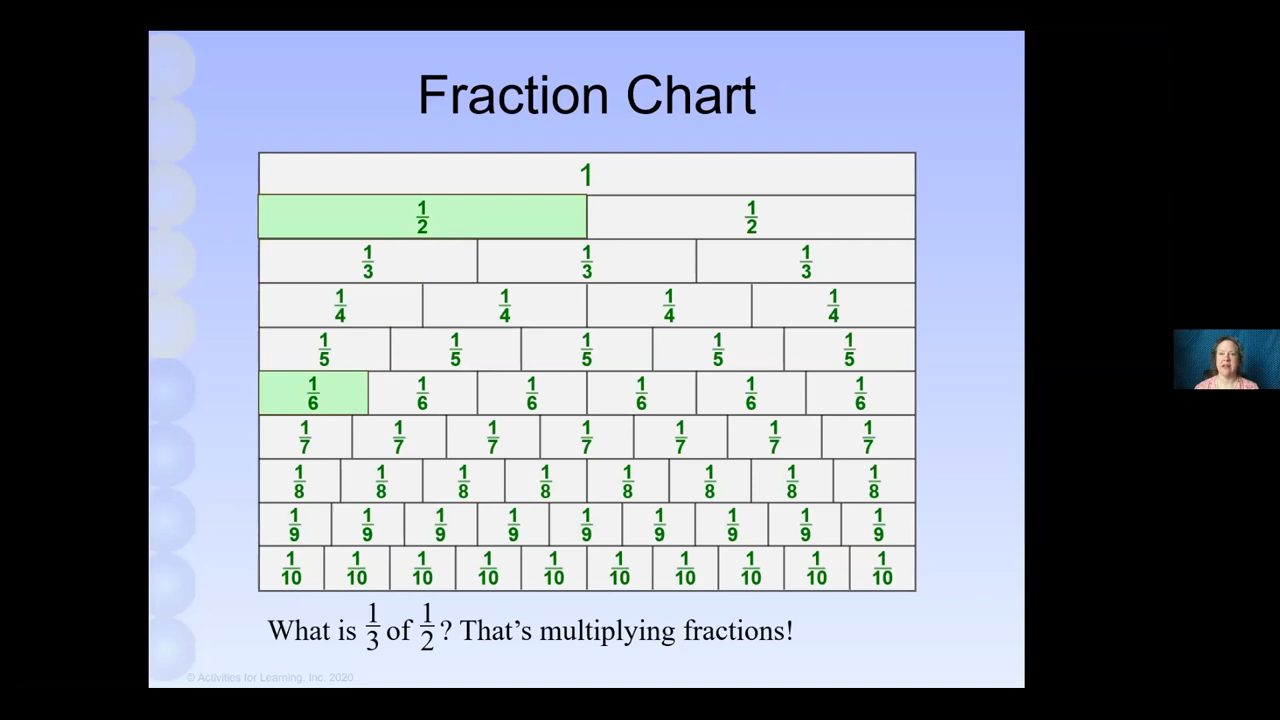 Fraction Chart
1
1/2 1/2
1/3 1/3 1/3
1/4 1/4 1/4 1/4
1/5 1/5 1/5 1/5 1/5
1/6 1/6 1/6 1/6 1/6 1/6
1/7 1/7 1/7 1/7 1/7 1/7 1/7
1/8 1/8 1/8 1/8 1/8 1/8 1/8 1/8
1/9 1/9 1/9 1/9 1/9 1/9 1/9 1/9 1/9
1/10 1/10 1/10 1/10 1/10 1/10 1/10 1/10 1/10 1/10
What is 1/3 of 1/2? That’s multiplying fractions!
© Activities for Learning, Inc. 2020